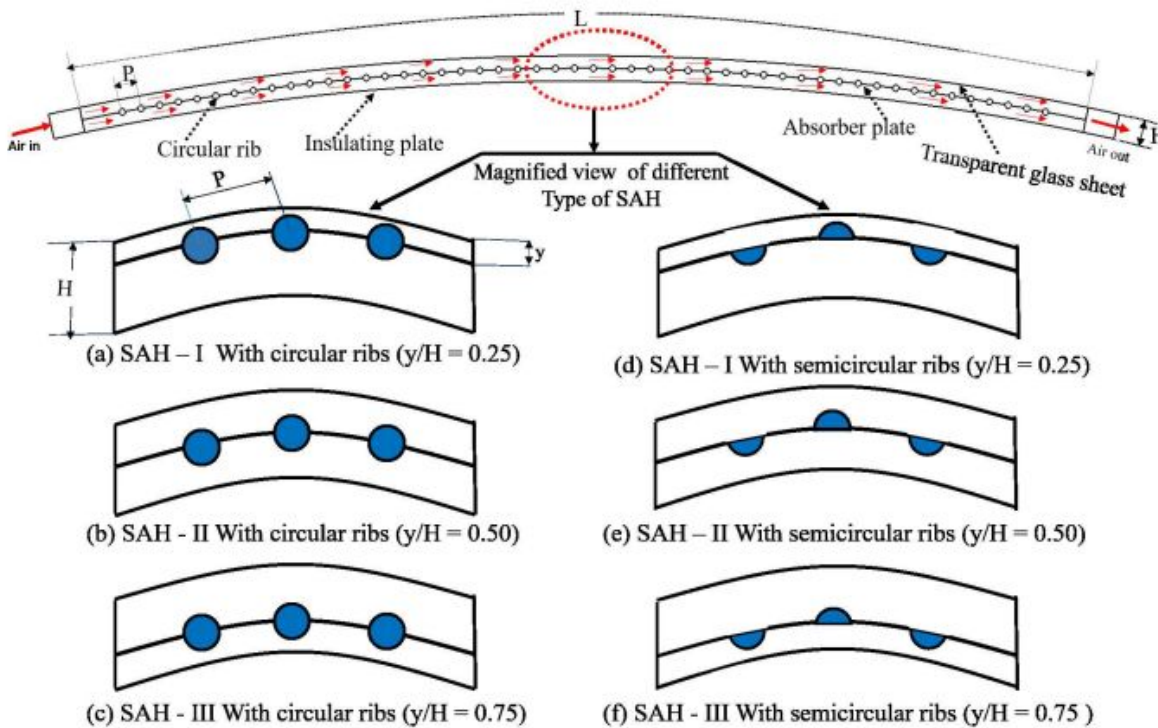 L
P
Air in
Circular rib
Insulating plate
Absorber plate
Transparent glass sheet
Air out
H
Magnified view of different
Type of SAH
P
H
y
(a) SAH – I With circular ribs (y/H = 0.25)
(d) SAH – I With semicircular ribs (y/H = 0.25)
(b) SAH - II With circular ribs (y/H = 0.50)
(e) SAH – II With semicircular ribs (y/H = 0.50)
(c) SAH - III With circular ribs (y/H = 0.75)
(f) SAH - III With semicircular ribs (y/H = 0.75 )